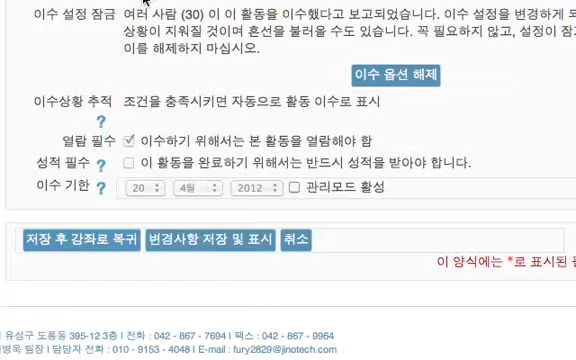 이수 설정 잠금 여러 사람 (30) 이 이 활동을 이수했다고 보고되었습니다. 이수 설정을 변경하게
상황이 지워질 것이며 혼선을 불러올 수도 있습니다. 꼭 필요하지 않고, 설정이
이를 해제하지 마십시오.
이수 옵션 해제
이수상황 추적 조건을 충족시키면 자동으로 활동 이수로 표시
?
열람 필수 이수하기 위해서는 본 활동을 열람해야 함
성적 필수 ? 이 활동을 완료하기 위해서는 반드시 성적을 받아야 합니다.
이수 기한 ? 20 4월 2012 관리모드 활성
저장 후 강좌로 복귀 변경사항 저장 및 표시 취소
이 양식에는 *로 표시된
유성구 도룡동 395-12 3층 I 전화 : 042 - 867 - 7694 I 팩스 : 042 - 867 - 9964
병욱 팀장 I 담당자 전화 : 010 - 9153 - 4048 I E-mail : fury2829@jinotech.com